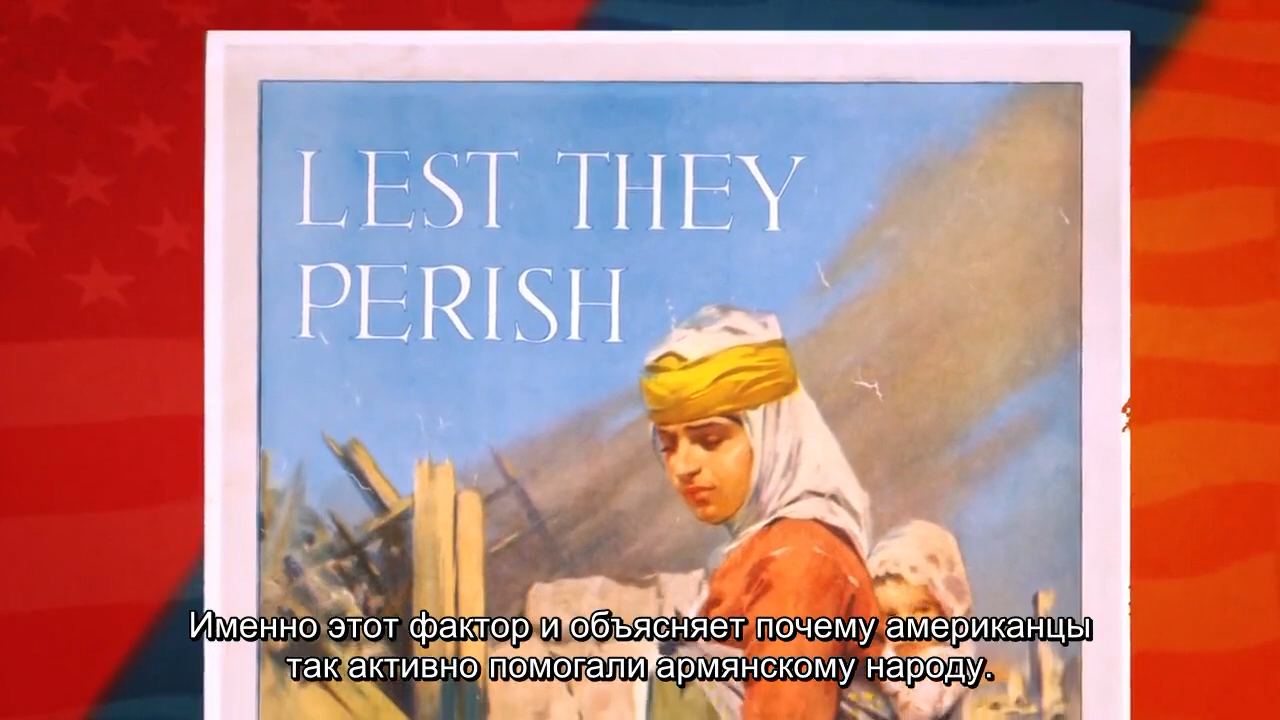 LEST THEY
PERISH
Именно этот фактор и объясняет почему американцы
так активно помогали армянскому народу.